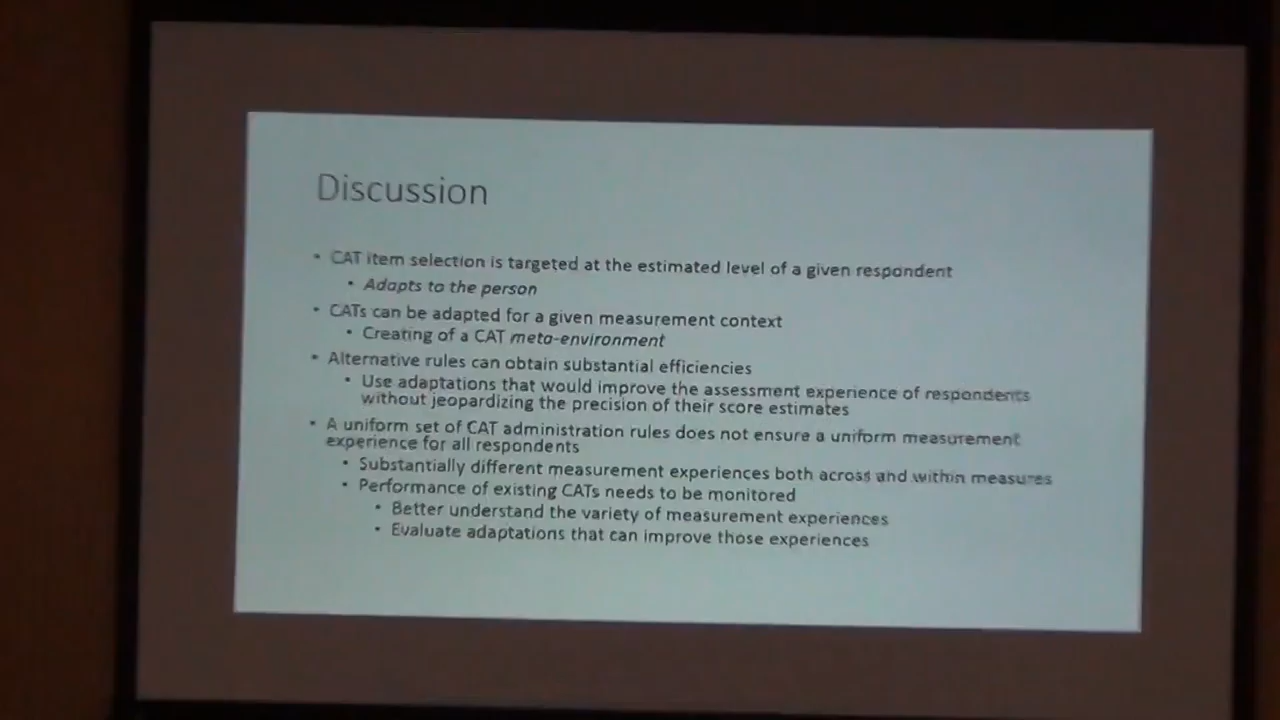 Discussion
• CAT item selection is targeted at the estimated level of a given respondent
• Adapts to the person
• CATs can be adapted for a given measurement context
• Creating of a CAT meta-environment
• Alternative rules can obtain substantial efficiencies
• Use adaptations that would improve the assessment experience of respondents
without jeopardizing the precision of their score estimates
• A uniform set of CAT administration rules does not ensure a uniform measurement
experience for all respondents
• Substantially different measurement experiences both across and within measures
• Performance of existing CATs needs to be monitored
• Better understand the variety of measurement experiences
• Evaluate adaptations that can improve those experiences